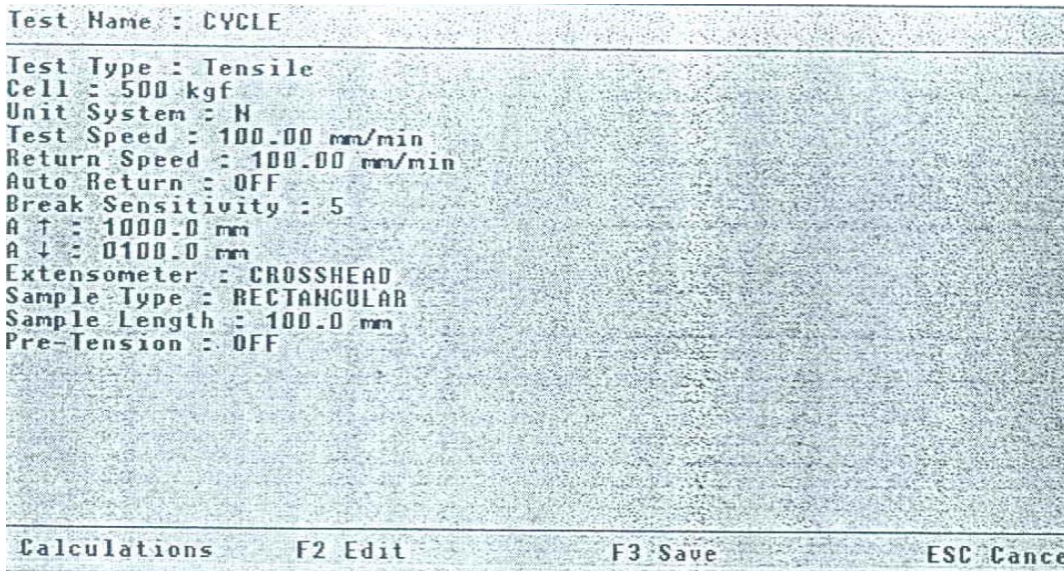 Test Name : CYCLE
Test Type : Tensile
Cell : 500 kgf
Unit System : N
Test Speed : 100.00 mm/min
Return Speed : 100.00 mm/min
Auto Return : OFF
Break Sensitivity : 5
A ↑ : 1000.0 mm
A ↓ : 0100.0 mm
Extensometer : CROSSHEAD
Sample Type : RECTANGULAR
Sample Length : 100.0 mm
Pre-Tension : OFF
Calculations F2 Edit F3 Save ESC Cance